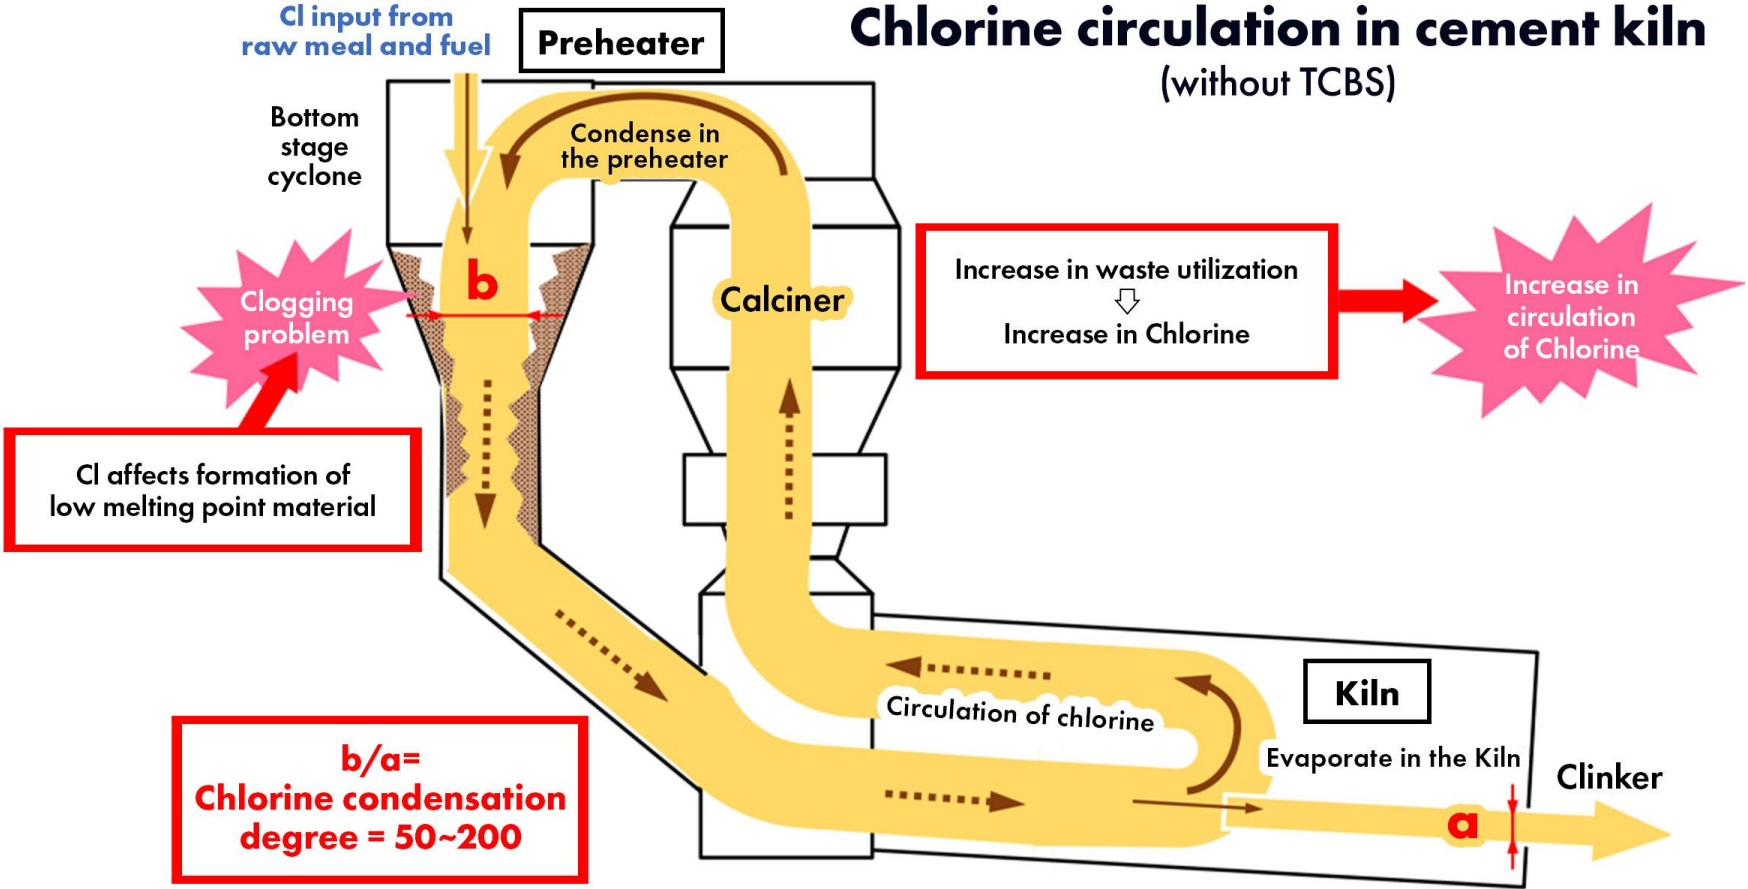 Chlorine circulation in cement kiln
(without TCBS)
Cl input from
raw meal and fuel
Preheater
Bottom
stage
cyclone
Condense in
the preheater
b
Clogging
problem
Calciner
Increase in waste utilization
Increase in Chlorine
Increase in
circulation
of Chlorine
Cl affects formation of
low melting point material
Circulation of chlorine
Kiln
Evaporate in the Kiln
Clinker
a
b/a=
Chlorine condensation
degree = 50~200